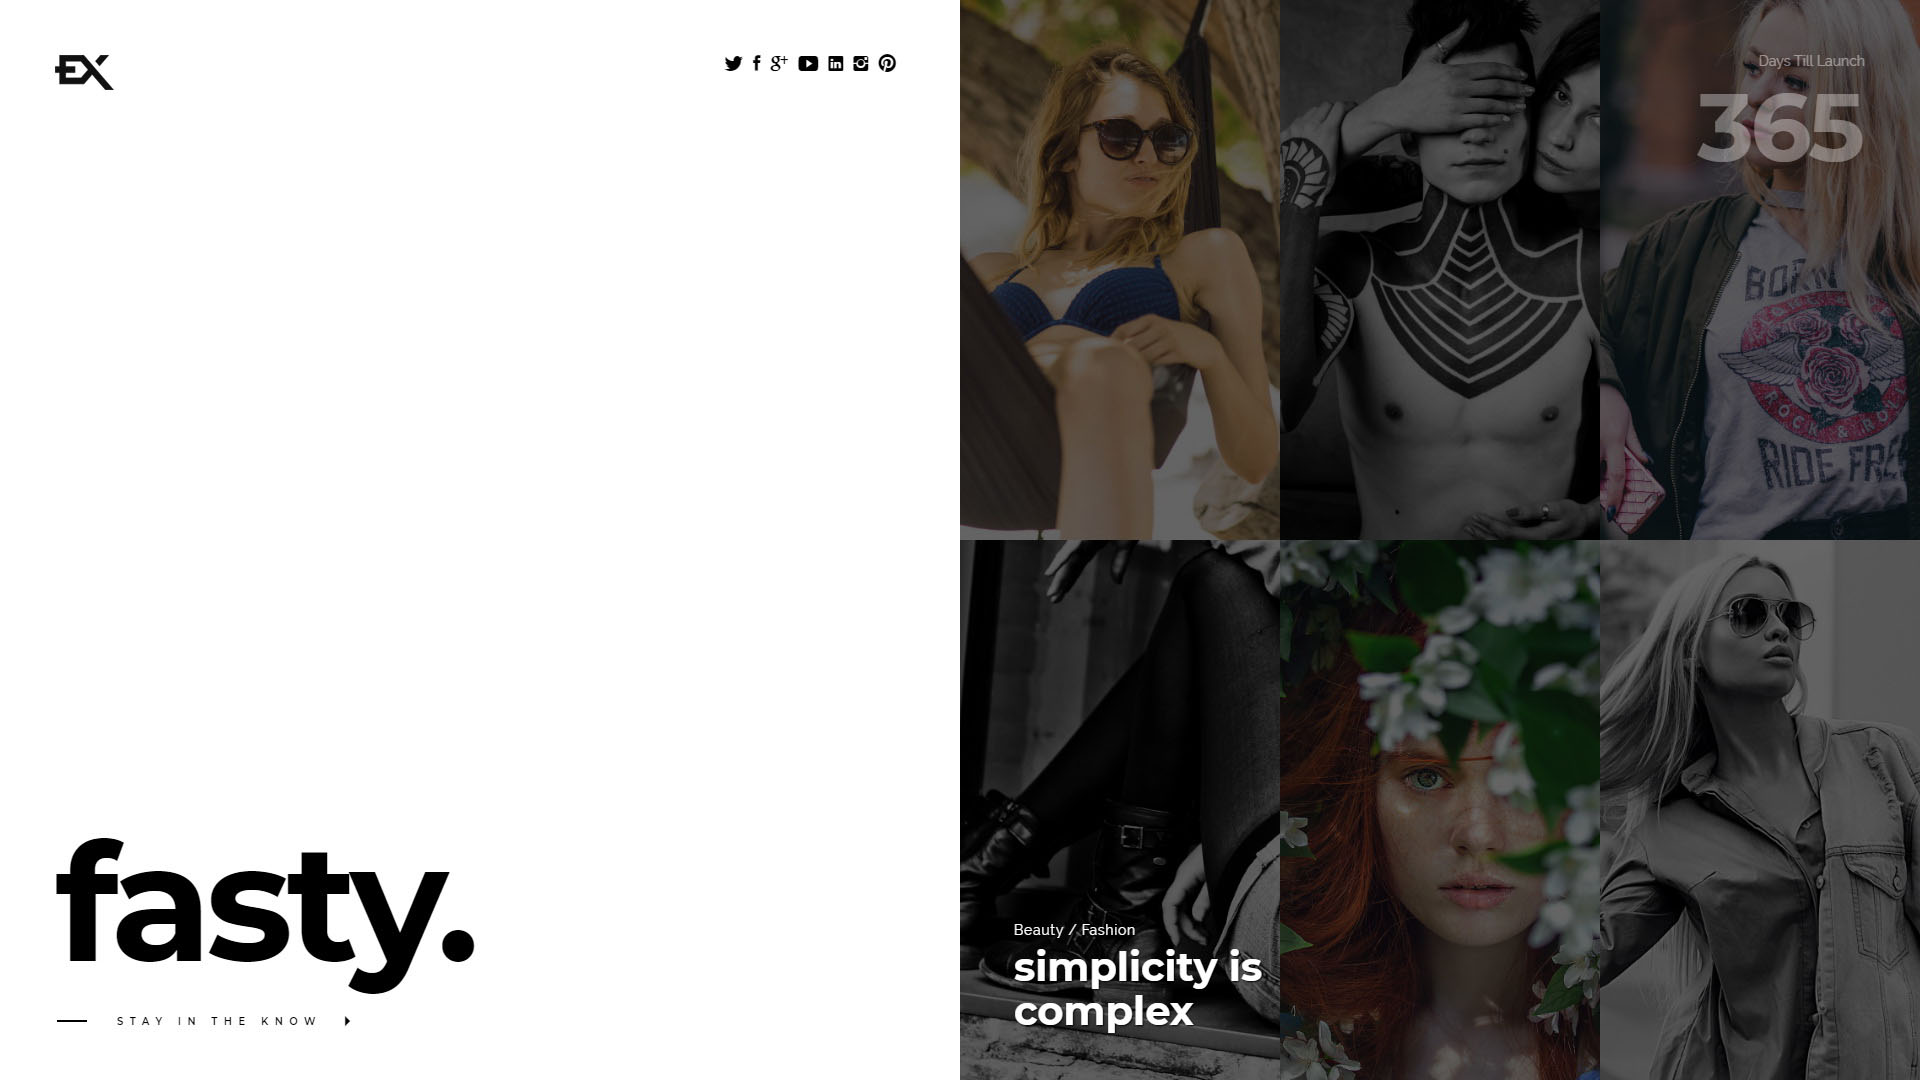 EX
Days Till Launch
365
BORN
ROCK & RO
RIDE FRE
fasty.
STAY IN THE KNOW
Beauty / Fashion
simplicity is
complex